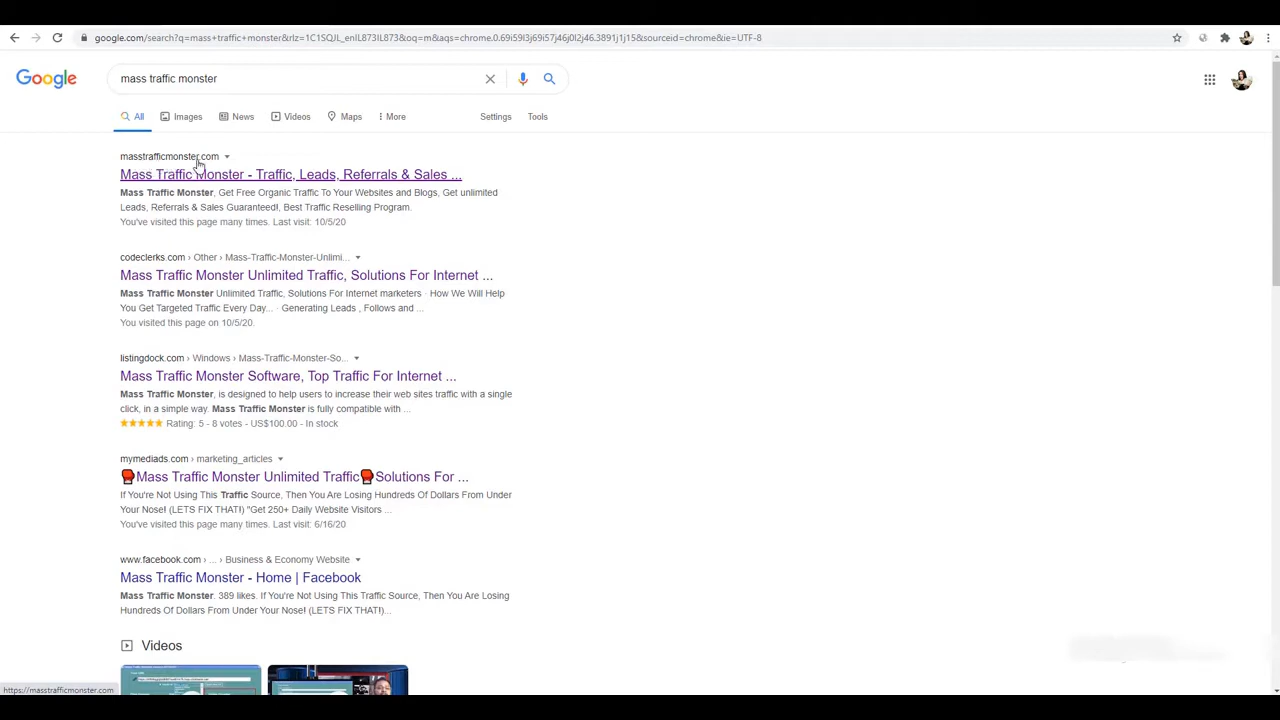 google.com/search?q=mass+traffic+monster&rlz=1C1SQJL_enIL873IL873&oq=m&aqs=chrome.0.69i59l3j69i57j46j0l2j46.3891j1j15&sourceid=chrome&ie=UTF-8
Google
mass traffic monster
All Images News Videos Maps More Settings Tools
masstrafficmonster.com
Mass Traffic Monster - Traffic, Leads, Referrals & Sales ...
Mass Traffic Monster, Get Free Organic Traffic To Your Websites and Blogs, Get unlimited
Leads, Referrals & Sales Guaranteed!, Best Traffic Reselling Program.
You've visited this page many times. Last visit: 10/5/20
codeclerks.com › Other › Mass-Traffic-Monster-Unlimi...
Mass Traffic Monster Unlimited Traffic, Solutions For Internet ...
Mass Traffic Monster Unlimited Traffic, Solutions For Internet marketers · How We Will Help
You Get Targeted Traffic Every Day... · Generating Leads , Follows and ...
You visited this page on 10/5/20.
listingdock.com › Windows › Mass-Traffic-Monster-So...
Mass Traffic Monster Software, Top Traffic For Internet ...
Mass Traffic Monster, is designed to help users to increase their web sites traffic with a single
click, in a simple way. Mass Traffic Monster is fully compatible with ...
Rating: 5 - 8 votes - US$100.00 - In stock
mymediads.com › marketing_articles
Mass Traffic Monster Unlimited Traffic Solutions For ...
If You're Not Using This Traffic Source, Then You Are Losing Hundreds Of Dollars From Under
Your Nose! (LETS FIX THAT!) "Get 250+ Daily Website Visitors ...
You've visited this page many times. Last visit: 6/16/20
www.facebook.com › ... › Business & Economy Website
Mass Traffic Monster - Home | Facebook
Mass Traffic Monster. 389 likes. If You're Not Using This Traffic Source, Then You Are Losing
Hundreds Of Dollars From Under Your Nose! (LETS FIX THAT!)...
Videos
https://masstrafficmonster.com